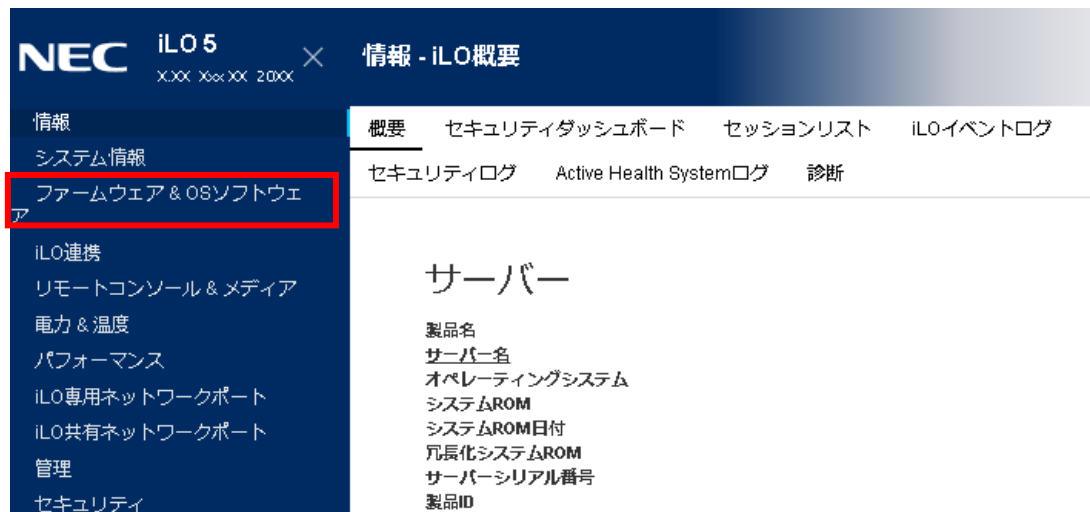 NEC iLO 5
X.XX Xxx XX 20XX
情報 - iLO概要
情報
システム情報
ファームウェア & OSソフトウェ
ア
iLO連携
リモートコンソール & メディア
電力 & 温度
パフォーマンス
iLO専用ネットワークポート
iLO共有ネットワークポート
管理
セキュリティ
概要 セキュリティダッシュボード セッションリスト iLOイベントログ
セキュリティログ Active Health Systemログ 診断
サーバー
製品名
サーバー名
オペレーティングシステム
システムROM
システムROM日付
冗長化システムROM
サーバーシリアル番号
製品ID